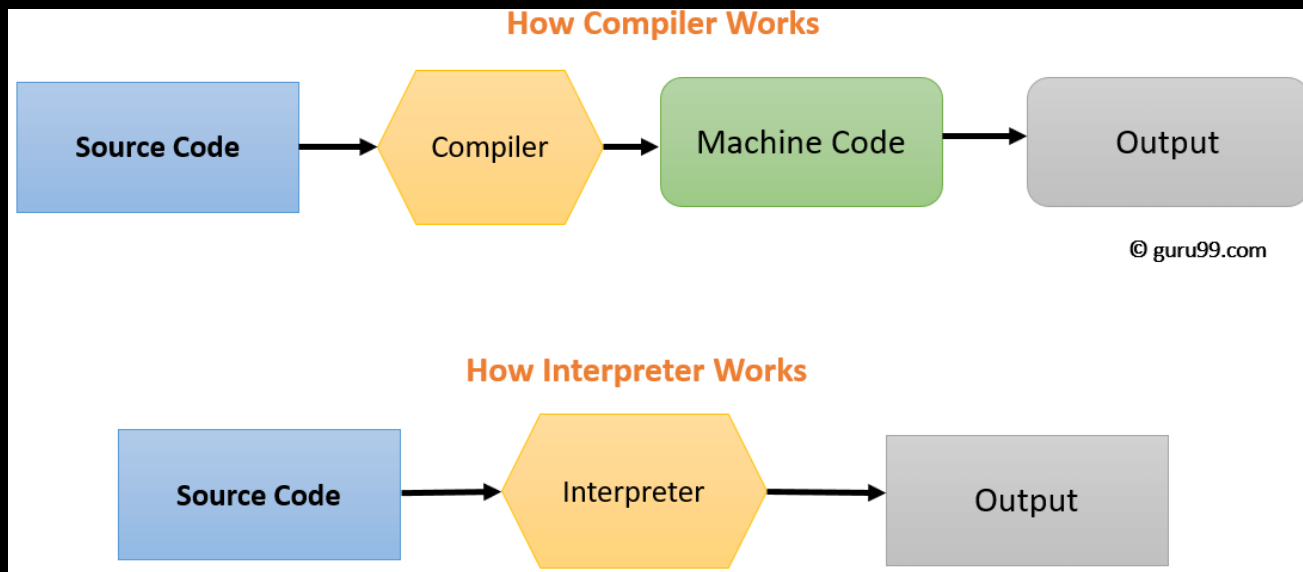 How Compiler Works
Source Code
Compiler
Machine Code
Output
© guru99.com
How Interpreter Works
Source Code
Interpreter
Output